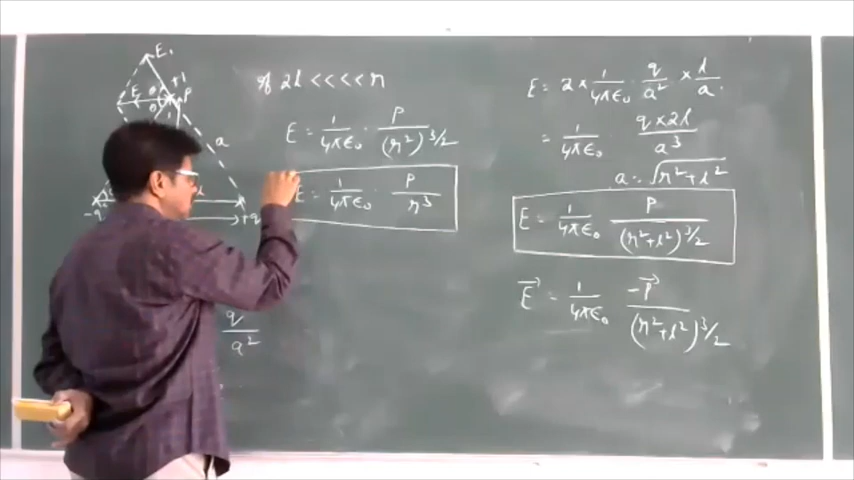 E₁
+1
E
θ
θ
P
a
-q
l
+q
q/a²
If 2l <<<< r
E = 1/4πε₀ · P/(r²)^3/2
E = 1/4πε₀ · P/r³
E = 2 × 1/4πε₀ · q/a² × l/a.
= 1/4πε₀ q×2l/a³
a = √r²+l²
E = 1/4πε₀ P/(r²+l²)^3/2
E⃗ = 1/4πε₀ -P⃗/(r²+l²)^3/2